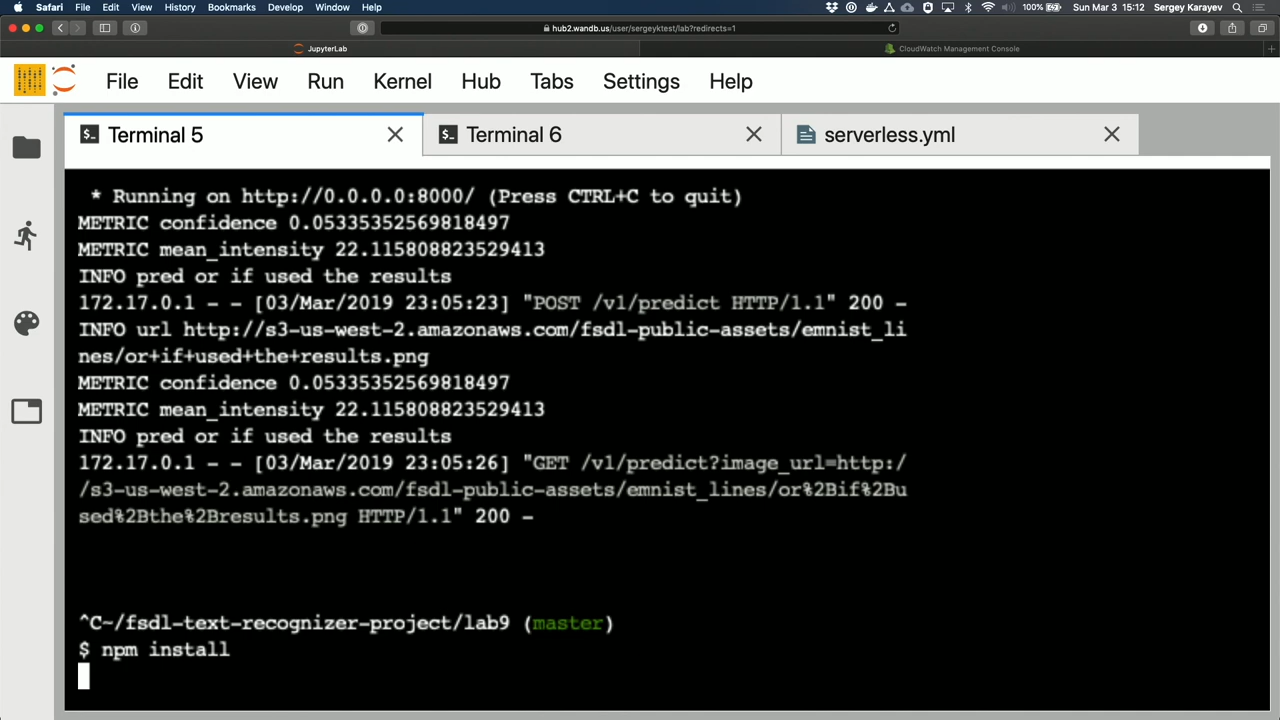 Safari File Edit View History Bookmarks Develop Window Help 100% Sun Mar 3 15:12 Sergey Karayev
hub2.wandb.us/user/sergeyktest/lab?redirects=1
JupyterLab CloudWatch Management Console
File Edit View Run Kernel Hub Tabs Settings Help
Terminal 5 Terminal 6 serverless.yml
* Running on http://0.0.0.0:8000/ (Press CTRL+C to quit)
METRIC confidence 0.05335352569818497
METRIC mean_intensity 22.115808823529413
INFO pred or if used the results
172.17.0.1 - - [03/Mar/2019 23:05:23] "POST /v1/predict HTTP/1.1" 200 -
INFO url http://s3-us-west-2.amazonaws.com/fsdl-public-assets/emnist_li
nes/or+if+used+the+results.png
METRIC confidence 0.05335352569818497
METRIC mean_intensity 22.115808823529413
INFO pred or if used the results
172.17.0.1 - - [03/Mar/2019 23:05:26] "GET /v1/predict?image_url=http:/
/s3-us-west-2.amazonaws.com/fsdl-public-assets/emnist_lines/or%2Bif%2Bu
sed%2Bthe%2Bresults.png HTTP/1.1" 200 -
^C~/fsdl-text-recognizer-project/lab9 (master)
$ npm install